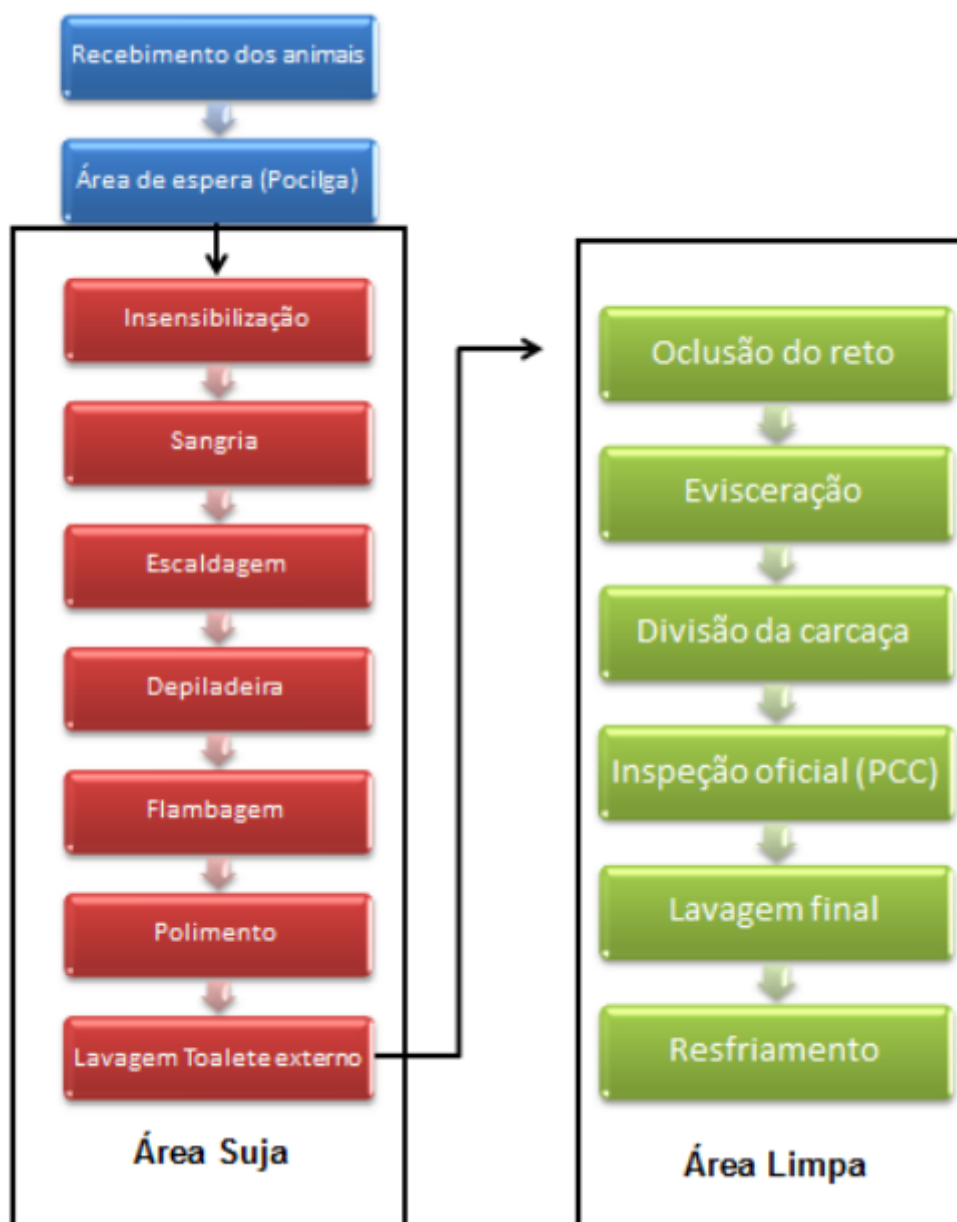 Recebimento dos animais
Área de espera (Pocilga)
Insensibilização
Sangria
Escaldagem
Depiladeira
Flambagem
Polimento
Lavagem Toalete externo
Área Suja
Oclusão do reto
Evisceração
Divisão da carcaça
Inspeção oficial (PCC)
Lavagem final
Resfriamento
Área Limpa